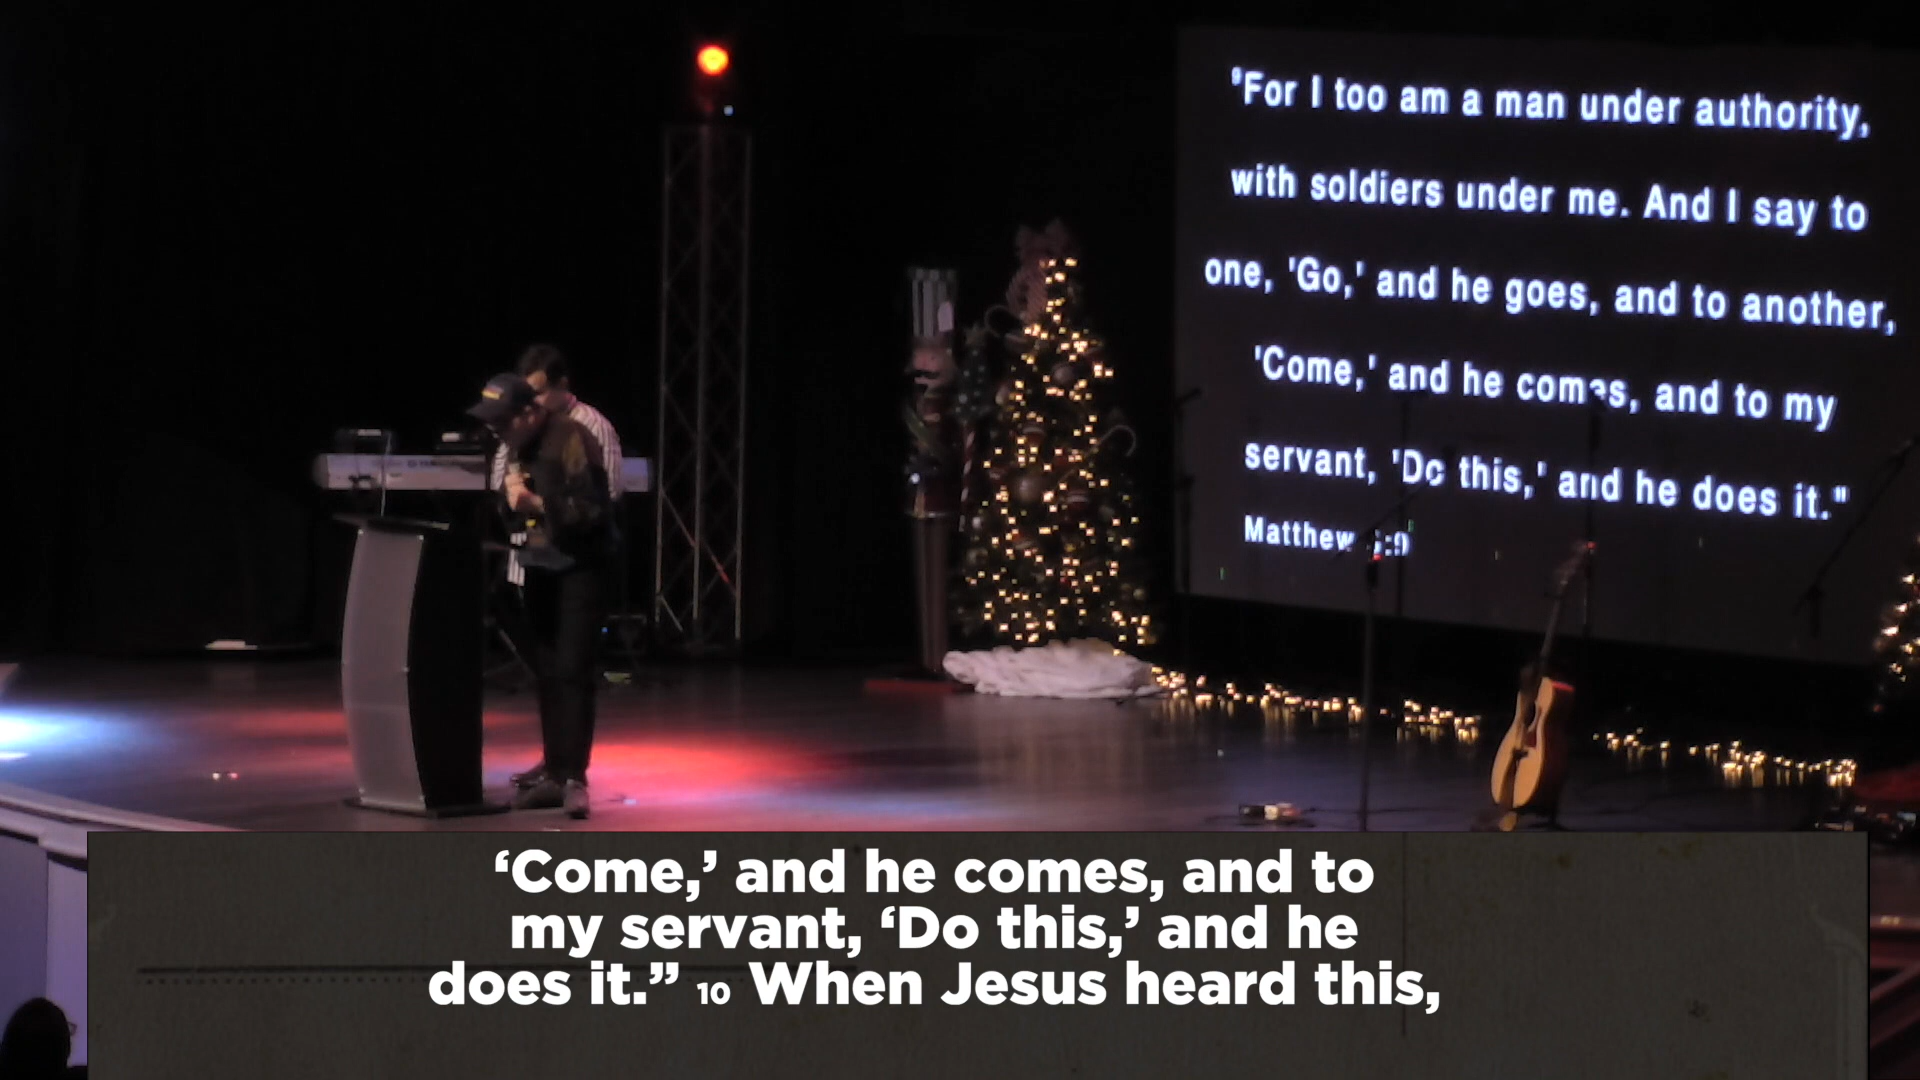 "For I too am a man under authority,
with soldiers under me. And I say to
one, 'Go,' and he goes, and to another,
'Come,' and he comes, and to my
servant, 'Do this,' and he does it."
Matthew
‘Come,’ and he comes, and to
my servant, ‘Do this,’ and he
does it.” 10 When Jesus heard this,